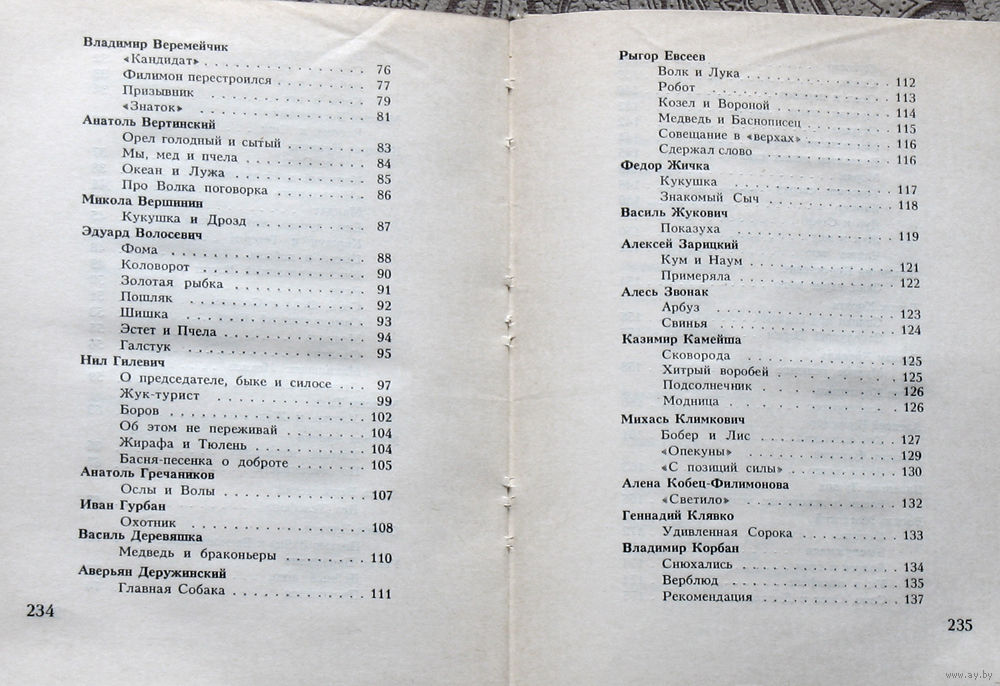 Владимир Веремейчик
«Кандидат» . . . . . . . . . . . . . . . . 76
Филимон перестроился . . . . . . . . . 77
Призывник . . . . . . . . . . . . . . . 79
«Знаток» . . . . . . . . . . . . . . . 81
Анатоль Вертинский
Орел голодный и сытый . . . . . . . . 83
Мы, мед и пчела . . . . . . . . . . . . 84
Океан и Лужа . . . . . . . . . . . . . 85
Про Волка поговорка . . . . . . . . . 86
Микола Вершинин
Кукушка и Дрозд . . . . . . . . . . . 87
Эдуард Волосевич
Фома . . . . . . . . . . . . . . . . . 88
Коловорот . . . . . . . . . . . . . . 90
Золотая рыбка . . . . . . . . . . . . 91
Пошляк . . . . . . . . . . . . . . . 92
Шишка . . . . . . . . . . . . . . . . 93
Эстет и Пчела . . . . . . . . . . . . 94
Галстук . . . . . . . . . . . . . . . 95
Нил Гилевич
О председателе, быке и силосе . . . 97
Жук-турист . . . . . . . . . . . . . . 99
Боров . . . . . . . . . . . . . . . . 102
Об этом не переживай . . . . . . . . 104
Жирафа и Тюлень . . . . . . . . . . 104
Басня-песенка о доброте . . . . . . . 105
Анатоль Гречаников
Ослы и Волы . . . . . . . . . . . . . 107
Иван Гурбан
Охотник . . . . . . . . . . . . . . . 108
Василь Деревяшка
Медведь и браконьеры . . . . . . . . 110
Аверьян Деружинский
Главная Собака . . . . . . . . . . . . 111
234
Рыгор Евсеев
Волк и Лука . . . . . . . . . . . . . 112
Робот . . . . . . . . . . . . . . . . 113
Козел и Вороной . . . . . . . . . . . 114
Медведь и Баснописец . . . . . . . . 115
Совещание в «верхах» . . . . . . . . 116
Сдержал слово . . . . . . . . . . . . 116
Федор Жичка
Кукушка . . . . . . . . . . . . . . . 117
Знакомый Сыч . . . . . . . . . . . . 118
Василь Жукович
Показуха . . . . . . . . . . . . . . . 119
Алексей Зарицкий
Кум и Наум . . . . . . . . . . . . . 121
Примеряла . . . . . . . . . . . . . . 122
Алесь Звонак
Арбуз . . . . . . . . . . . . . . . . 123
Свинья . . . . . . . . . . . . . . . 124
Казимир Камейша
Сковорода . . . . . . . . . . . . . . 125
Хитрый воробей . . . . . . . . . . . 125
Подсолнечник . . . . . . . . . . . . 126
Модница . . . . . . . . . . . . . . . 126
Михась Климкович
Бобер и Лис . . . . . . . . . . . . . 127
«Опекуны» . . . . . . . . . . . . . . 129
«С позиций силы» . . . . . . . . . . 130
Алена Кобец-Филимонова
«Светило» . . . . . . . . . . . . . . 132
Геннадий Клявко
Удивленная Сорока . . . . . . . . . . 133
Владимир Корбан
Снюхались . . . . . . . . . . . . . . 134
Верблюд . . . . . . . . . . . . . . . 135
Рекомендация . . . . . . . . . . . . 137
235
www.ay.by